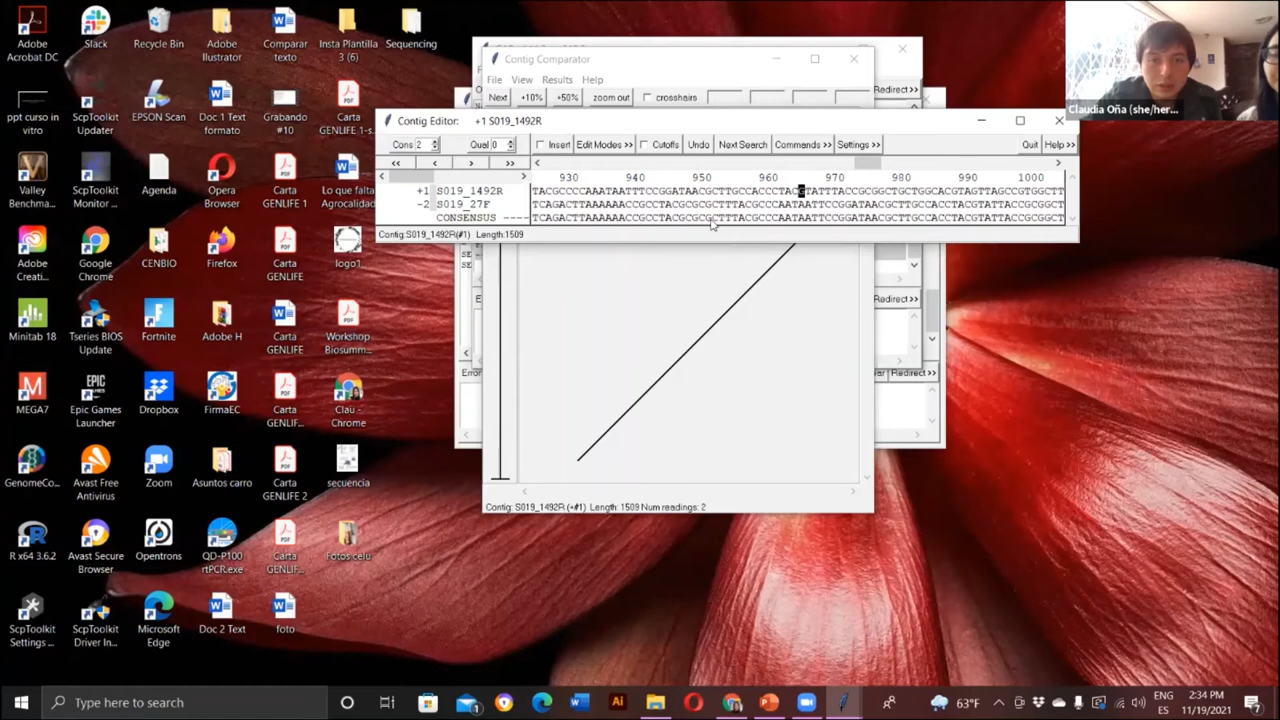 Adobe Acrobat DC
Slack
Recycle Bin
Adobe Ilustrator
Comparar texto
Insta Plantilla 3 (6)
Sequencing
ppt curso in vitro
ScpToolkit Updater
EPSON Scan
Doc 1 Text formato
Grabando #10
Carta GENLIFE 1-s...
Valley Benchma...
ScpToolkit Monitor ...
Agenda
Opera Browser
Carta GENLIFE
Lo que falta Agrocalidad
Adobe Creati...
Google Chrome
CENBIO
Firefox
Carta GENLIFE
logo1
Minitab 18
Tseries BIOS Update
Fortnite
Adobe H
Carta GENLIFE
Workshop Biosumm...
MEGA7
Epic Games Launcher
Dropbox
FirmaEC
Carta GENLIF...
Clau - Chrome
GenomeCo...
Avast Free Antivirus
Zoom
Asuntos carro
Carta GENLIFE 2
secuencia
R x64 3.6.2
Avast Secure Browser
Opentrons
QD-P100 rtPCR.exe
Carta GENLIF...
Fotos celu
ScpToolkit Settings ...
ScpToolkit Driver In...
Microsoft Edge
Doc 2 Text
foto
Contig Comparator
File View Results Help
Next +10% +50% zoom out crosshairs
Redirect >>
Contig Editor: +1 S019_1492R
Cons 2 Qual 0 Insert Edit Modes >> Cutoffs Undo Next Search Commands >> Settings >> Quit Help >>
<< < > >>
930 940 950 960 970 980 990 1000
+1 S019_1492R TACGCCCCAAATAATTTCCGGATAACGCTTGCCACCCTACGTATTTACCGCGGCTGCTGGCACGTAGTTAGCCGTGGCTT
-2 S019_27F TCAGACTTAAAAAACCGCCTACGCGCGCTTTACGCCCAATAATTCCGGATAACGCTTGCCACCTACGTATTACCGCGGCT
CONSENSUS ---- TCAGACTTAAAAAACCGCCTACGCGCGCTTTACGCCCAATAATTCCGGATAACGCTTGCCACCTACGTATTACCGCGGCT
Contig:S019_1492R(#1) Length:1509
Redirect >>
Redirect >>
Error
Contig: S019_1492R (+#1) Length: 1509 Num readings: 2
Claudia Oña (she/her...
Type here to search
63°F
ENG
ES
2:34 PM
11/19/2021